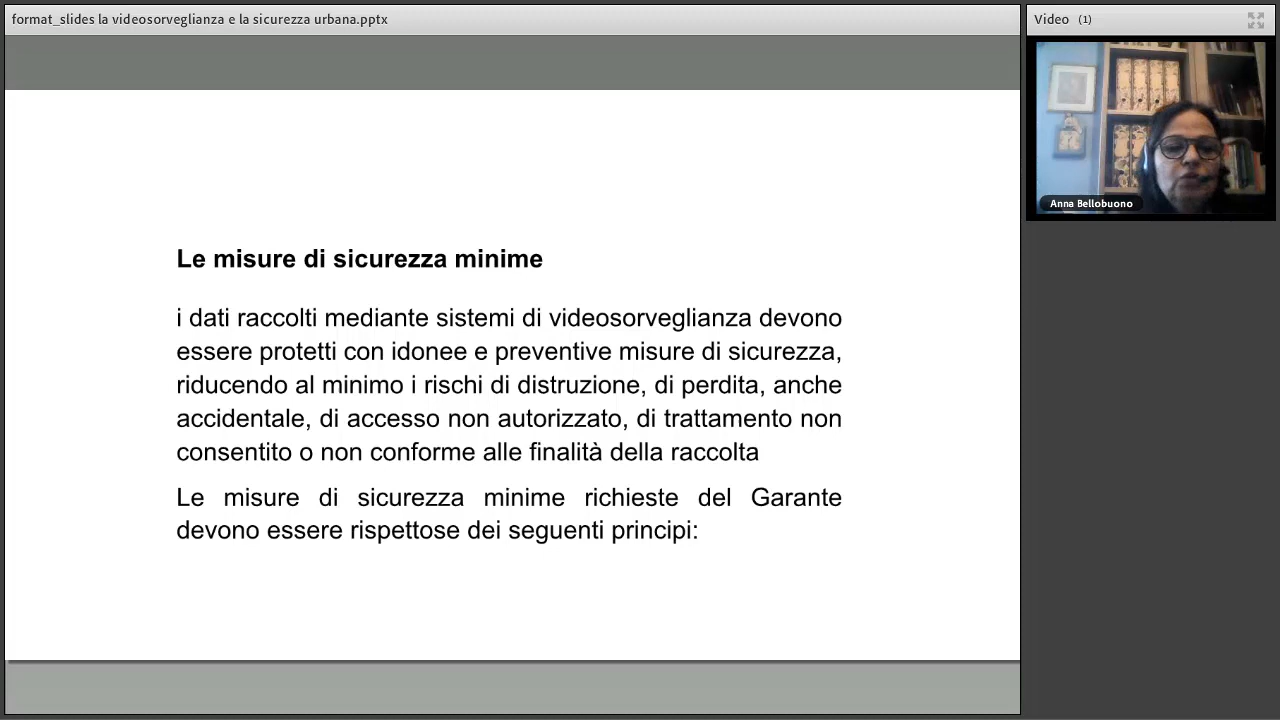 format_slides la videosorveglianza e la sicurezza urbana.pptx
Video (1)
Anna Bellobuono
Le misure di sicurezza minime
i dati raccolti mediante sistemi di videosorveglianza devono
essere protetti con idonee e preventive misure di sicurezza,
riducendo al minimo i rischi di distruzione, di perdita, anche
accidentale, di accesso non autorizzato, di trattamento non
consentito o non conforme alle finalità della raccolta
Le misure di sicurezza minime richieste del Garante
devono essere rispettose dei seguenti principi: